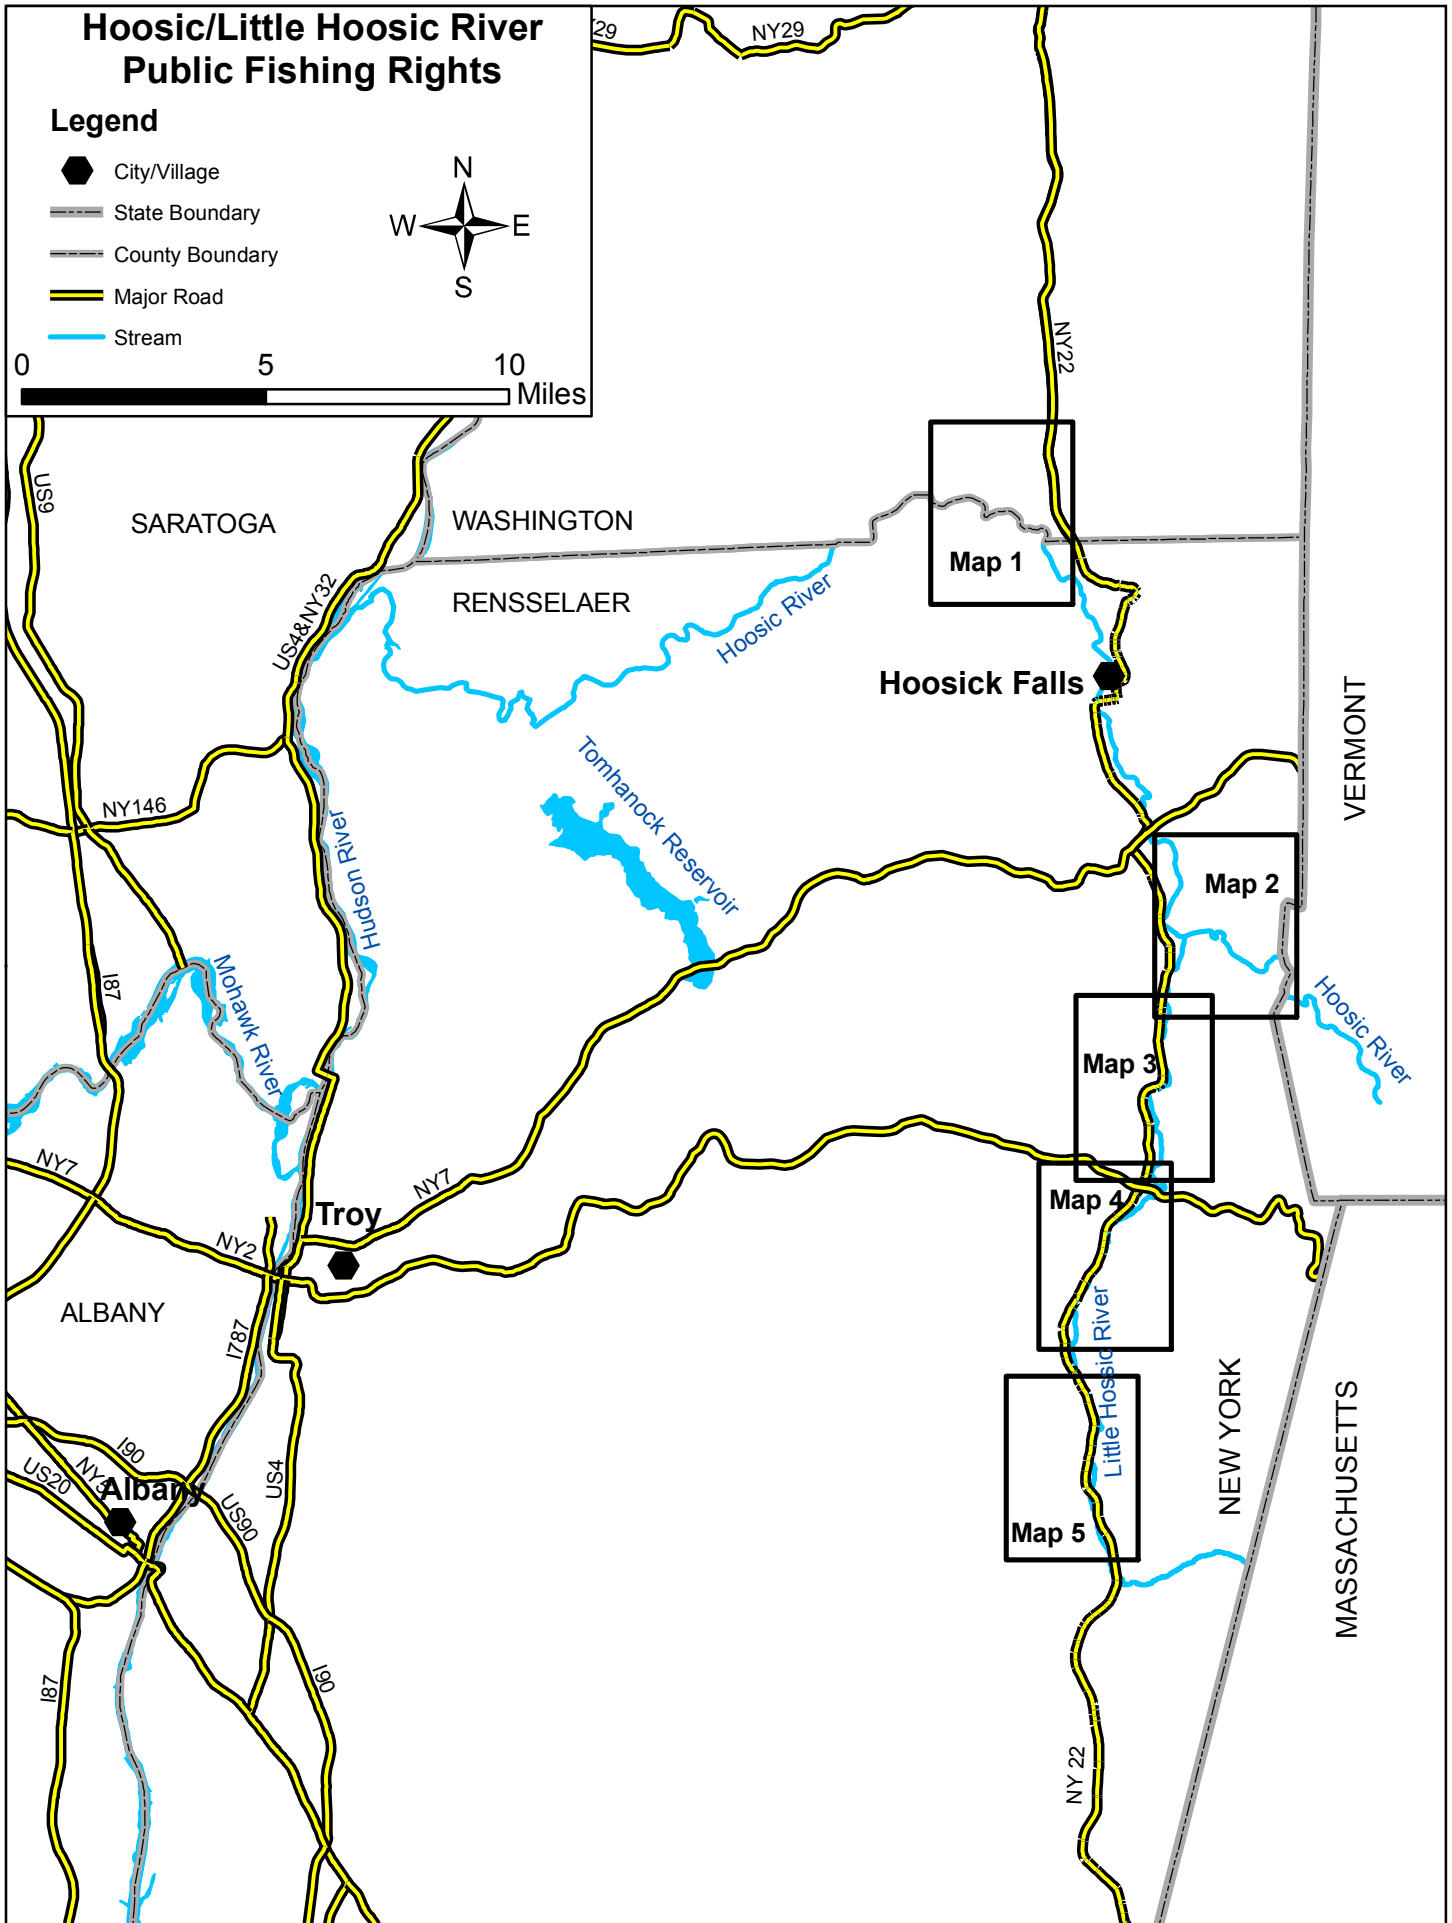 Hoosic/Little Hoosic River
Public Fishing Rights
Legend
City/Village
State Boundary
County Boundary
Major Road
Stream
N
W
E
S
0
5
10
Miles
29
NY29
NY22
US9
SARATOGA
WASHINGTON
Map 1
RENSSELAER
US4&NY32
Hoosic River
Hoosick Falls
VERMONT
Tomhannock Reservoir
NY146
Hudson River
Map 2
I87
Mohawk River
Hoosic River
Map 3
NY7
NY7
Map 4
Troy
NY2
ALBANY
I787
Little Hossic River
NEW YORK
MASSACHUSETTS
I90
US20
NY5
Albany
US90
US4
Map 5
I87
I90
NY 22